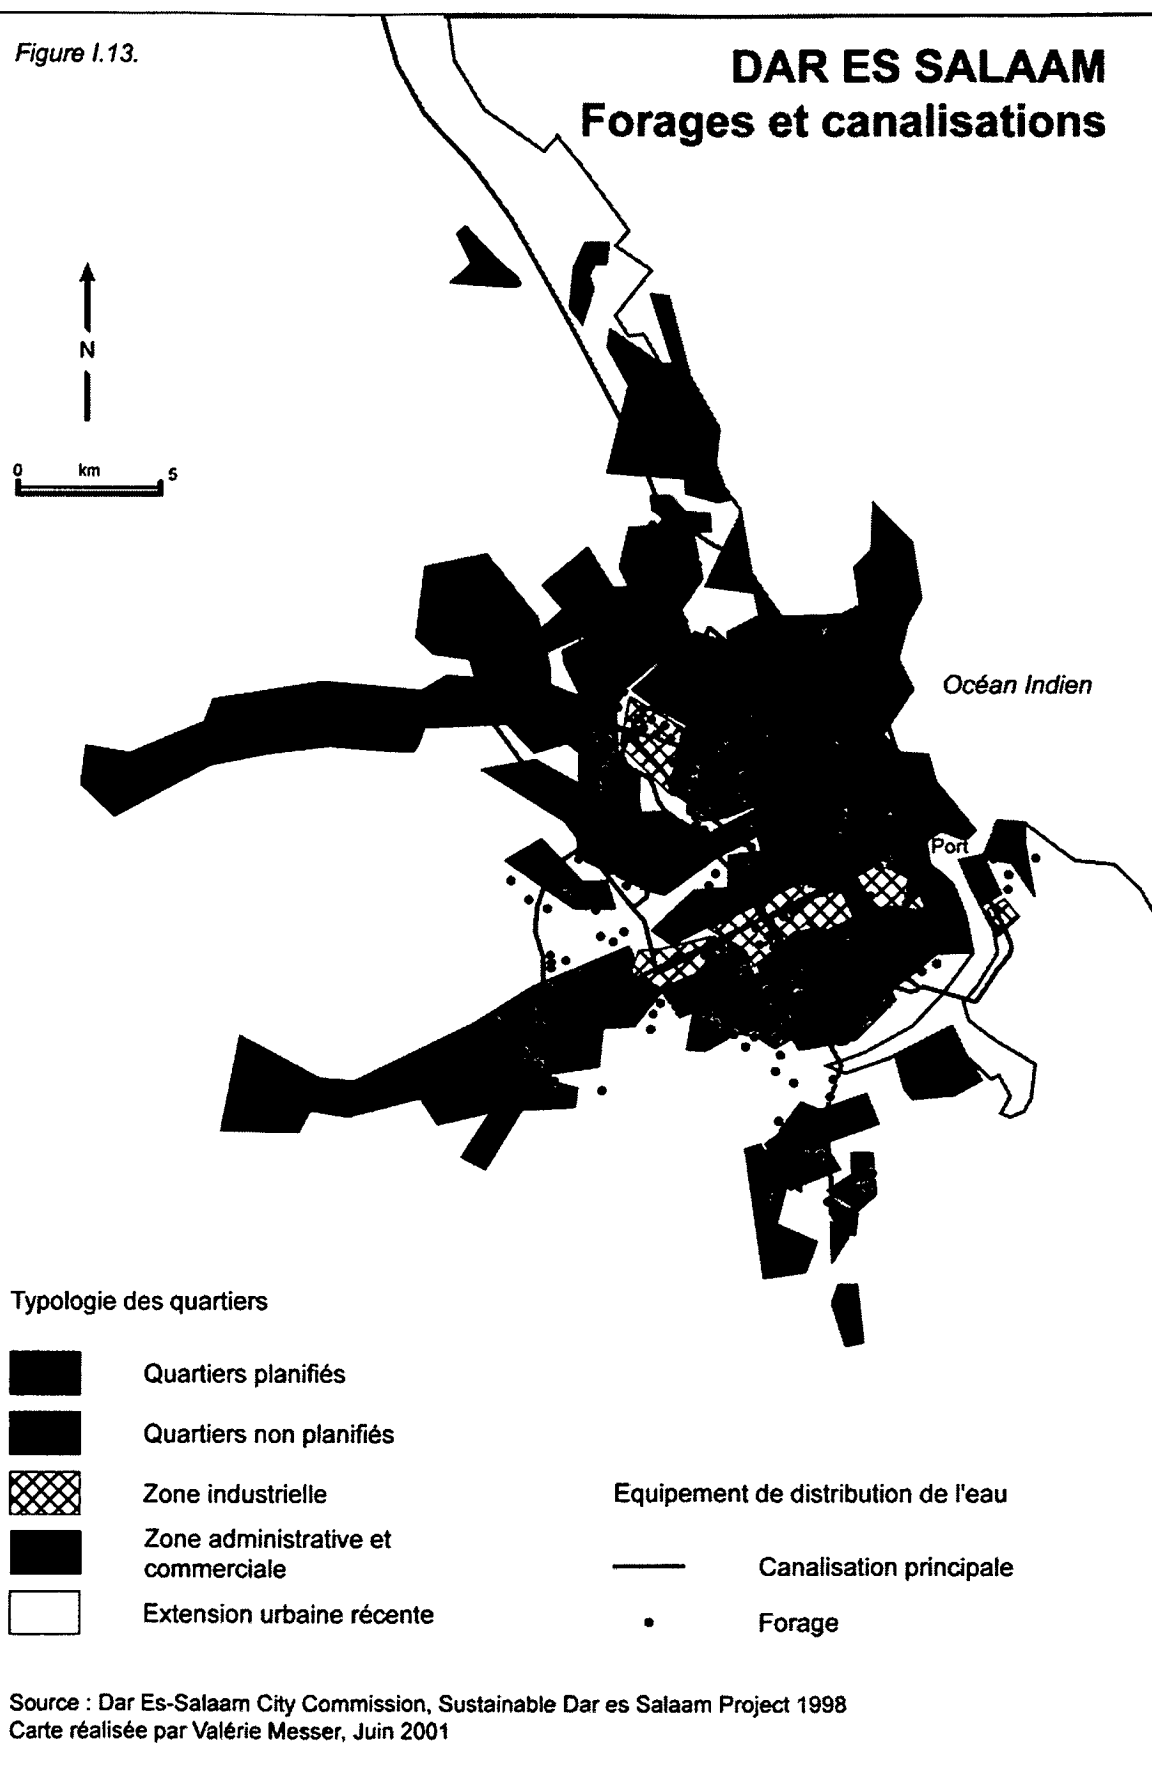 Figure I.13.
DAR ES SALAAM
Forages et canalisations
N
0 km 5
Océan Indien
Port
Typologie des quartiers
Quartiers planifiés
Quartiers non planifiés
Zone industrielle
Zone administrative et
commerciale
Extension urbaine récente
Equipement de distribution de l'eau
Canalisation principale
Forage
Source : Dar Es-Salaam City Commission, Sustainable Dar es Salaam Project 1998
Carte réalisée par Valérie Messer, Juin 2001